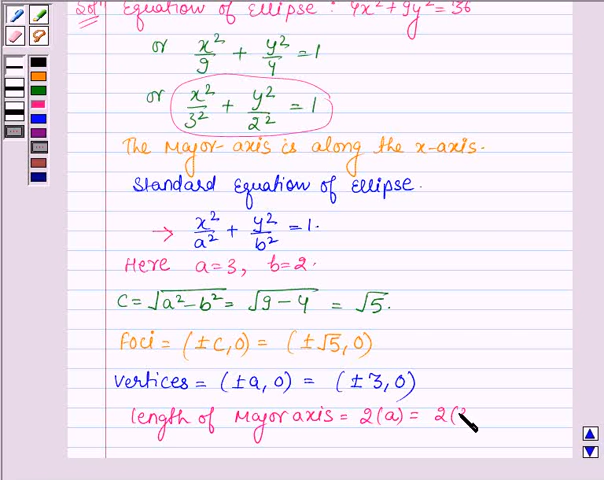 Solⁿ Equation of Ellipse : 4x² + 9y² = 36
or x²/9 + y²/4 = 1
or x²/3² + y²/2² = 1
The Major-axis is along the x-axis.
Standard Equation of Ellipse.
→ x²/a² + y²/b² = 1.
Here a=3, b=2.
C = √a²-b² = √9-4 = √5.
Foci = (±c, 0) = (±√5, 0)
Vertices = (±a, 0) = (±3, 0)
length of Major axis = 2(a) = 2(